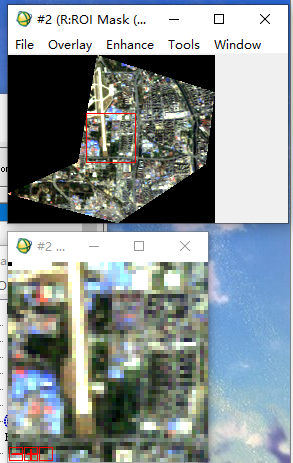 #2 (R:ROI Mask (...
File Overlay Enhance Tools Window
#2 ...